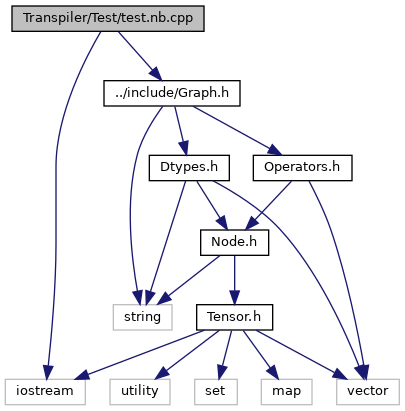 Transpiler/Test/test.nb.cpp
../include/Graph.h
Dtypes.h
Operators.h
Node.h
string
Tensor.h
iostream
utility
set
map
vector